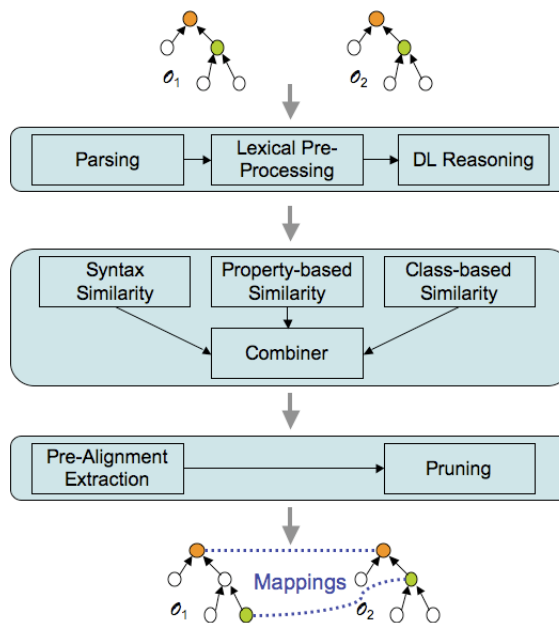 𝒪1
𝒪2
Parsing
Lexical Pre-
Processing
DL Reasoning
Syntax
Similarity
Property-based
Similarity
Class-based
Similarity
Combiner
Pre-Alignment
Extraction
Pruning
Mappings
𝒪1
𝒪2